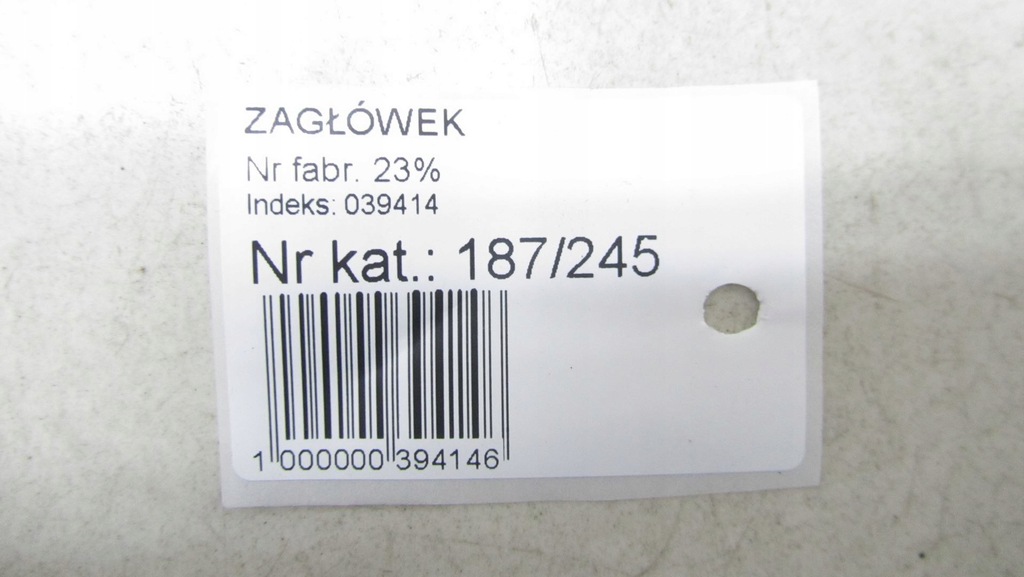 ZAGŁÓWEK
Nr fabr. 23%
Indeks: 039414
Nr kat.: 187/245
1 000000 394146